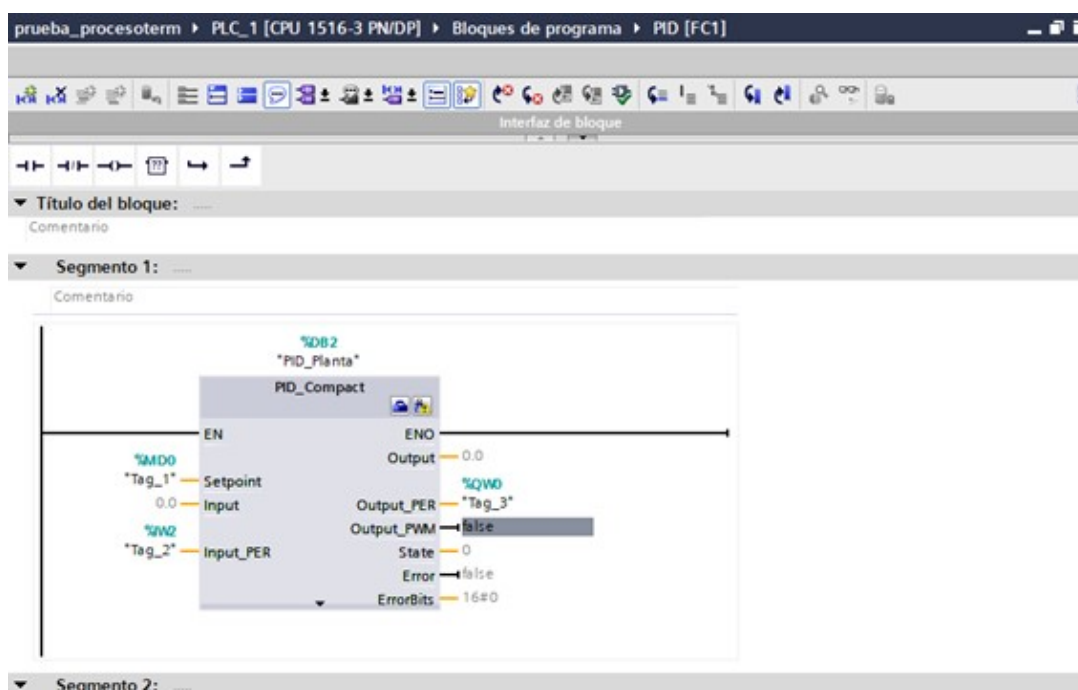 prueba_procesoterm ▸ PLC_1 [CPU 1516-3 PN/DP] ▸ Bloques de programa ▸ PID [FC1]
Interfaz de bloque
Título del bloque: .....
Comentario
Segmento 1: .....
Comentario
%DB2
"PID_Planta"
PID_Compact
EN ENO
Output 0.0
%MD0
"Tag_1" Setpoint
%QW0
0.0 Input Output_PER "Tag_3"
Output_PWM false
%IW2
"Tag_2" Input_PER State 0
Error false
ErrorBits 16#0
Segmento 2: .....